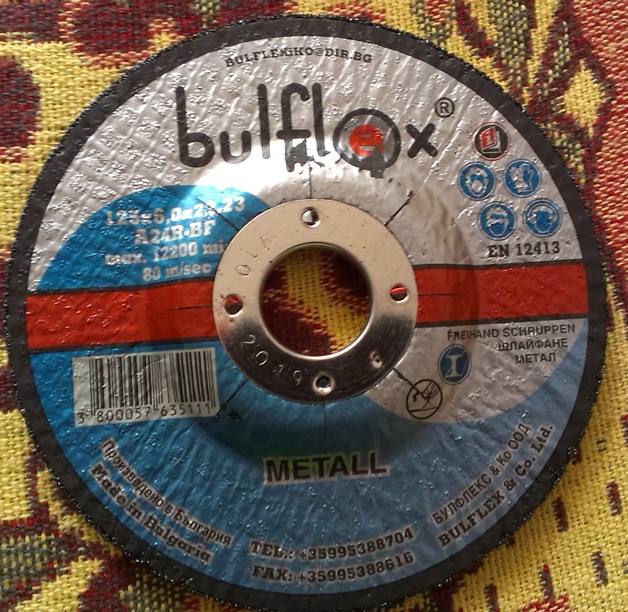 BULFLEXIKO@DIR.BG
bulflex®
125x6,0x22,23
A24R-BF
max. 12200 min
80 m/sec
EN 12413
FREIHAND SCHRUPPEN
ШЛАЙФАНЕ
МЕТАЛ
2019
3 800057 635111
METALL
Произведено в България
Made in Bulgaria
TEL.: +35995388704
FAX: +35995388616
БУЛФЛЕКС & Ко ООД
BULFLEX & Co. Ltd.